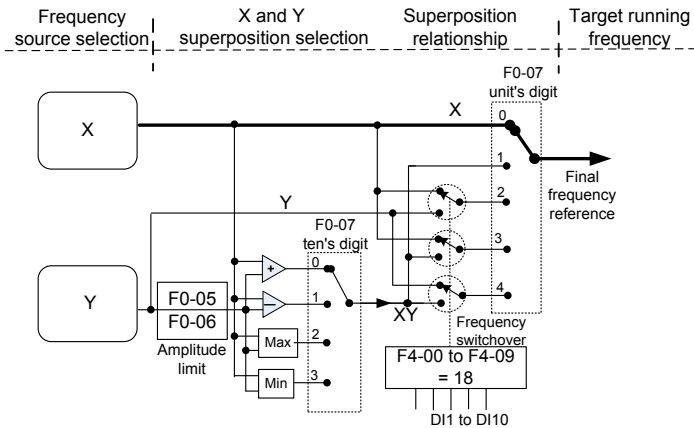 Frequency
source selection
X and Y
superposition selection
Superposition
relationship
Target running
frequency
F0-07
unit's digit
X
X
0
1
2
3
4
Final
frequency
reference
Y
F0-07
ten's digit
Y
F0-05
F0-06
Amplitude
limit
+
−
Max
Min
0
1
2
3
XY
Frequency
switchover
F4-00 to F4-09
= 18
DI1 to DI10